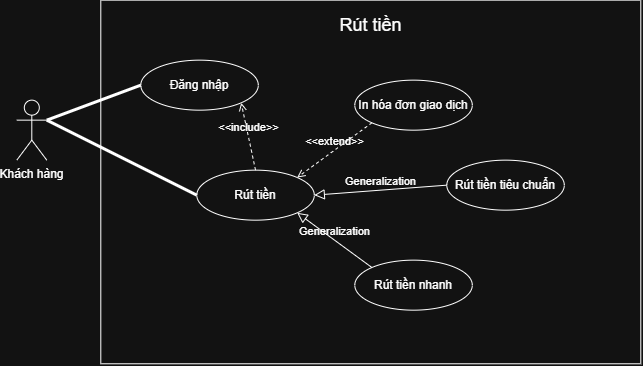 Rút tiền
Đăng nhập
In hóa đơn giao dịch
<<include>>
<<extend>>
Khách hàng
Rút tiền
Generalization
Rút tiền tiêu chuẩn
Generalization
Rút tiền nhanh